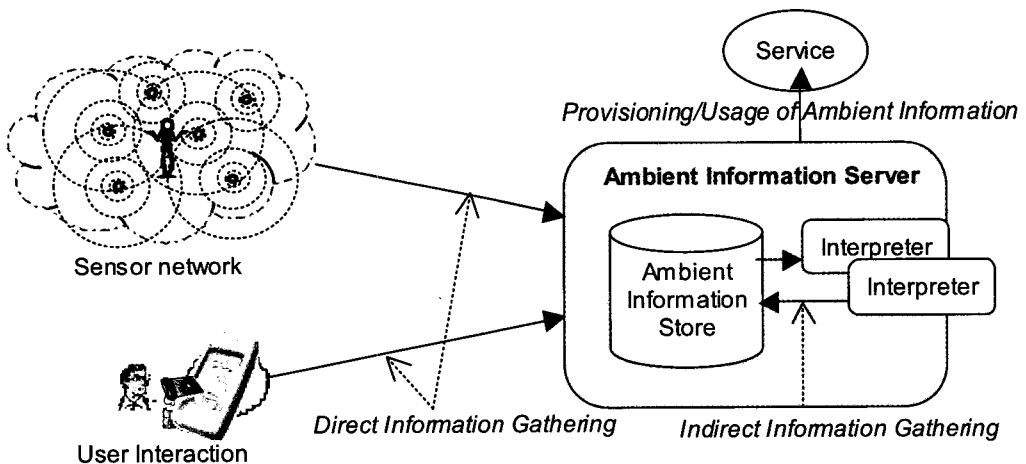 Service
Provisioning/Usage of Ambient Information
Ambient Information Server
Ambient
Information
Store
Interpreter
Interpreter
Sensor network
User Interaction
Direct Information Gathering
Indirect Information Gathering